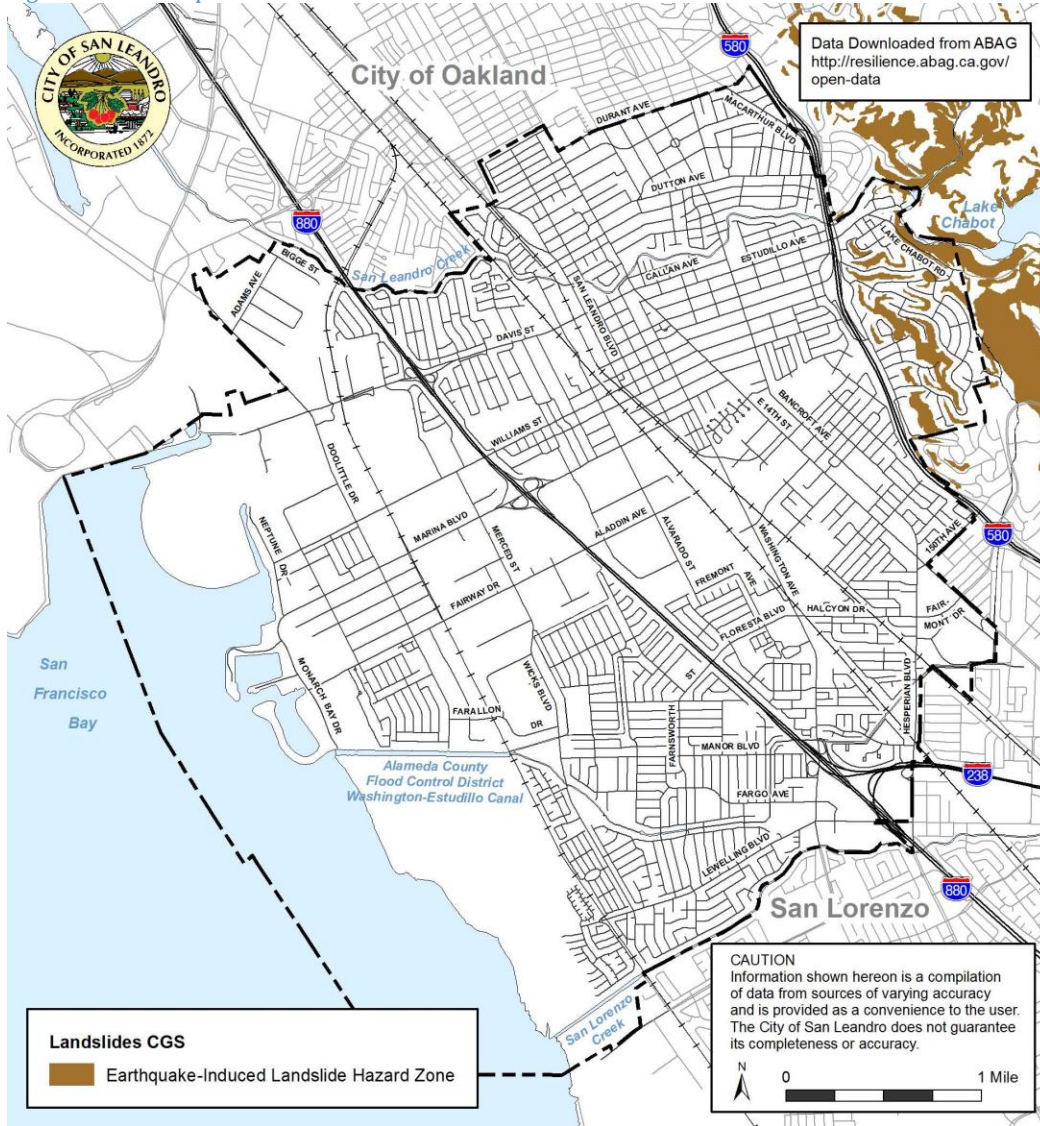 CITY OF SAN LEANDRO
INCORPORATED 1872
City of Oakland
580
Data Downloaded from ABAG
http://resilience.abag.ca.gov/
open-data
DURANT AVE
MACARTHUR BLVD
DUTTON AVE
Lake
Chabot
LAKE CHABOT RD
880
BIGGE ST
San Leandro Creek
ADAMS AVE
CALLAN AVE
ESTUDILLO AVE
SAN LEANDRO BLVD
DAVIS ST
BANCROFT AVE
E 14TH ST
WILLIAMS ST
DOOLITTLE DR
NEPTUNE DR
MARINA BLVD
MERCED ST
ALADDIN AVE
ALVARADO ST
WASHINGTON AVE
150TH AVE
580
FAIRWAY DR
FREMONT
AVE
FLORESTA BLVD
HALCYON DR
FAIR-
MONT DR
San
Francisco
Bay
MONARCH BAY DR
WICKS BLVD
ST
HESPERIAN BLVD
FARALLON
DR
FARNSWORTH
MANOR BLVD
238
Alameda County
Flood Control District
Washington-Estudillo Canal
FARGO AVE
LEWELLING BLVD
880
San Lorenzo
San Lorenzo
Creek
CAUTION
Information shown hereon is a compilation
of data from sources of varying accuracy
and is provided as a convenience to the user.
The City of San Leandro does not guarantee
its completeness or accuracy.
N
0
1 Mile
Landslides CGS
Earthquake-Induced Landslide Hazard Zone